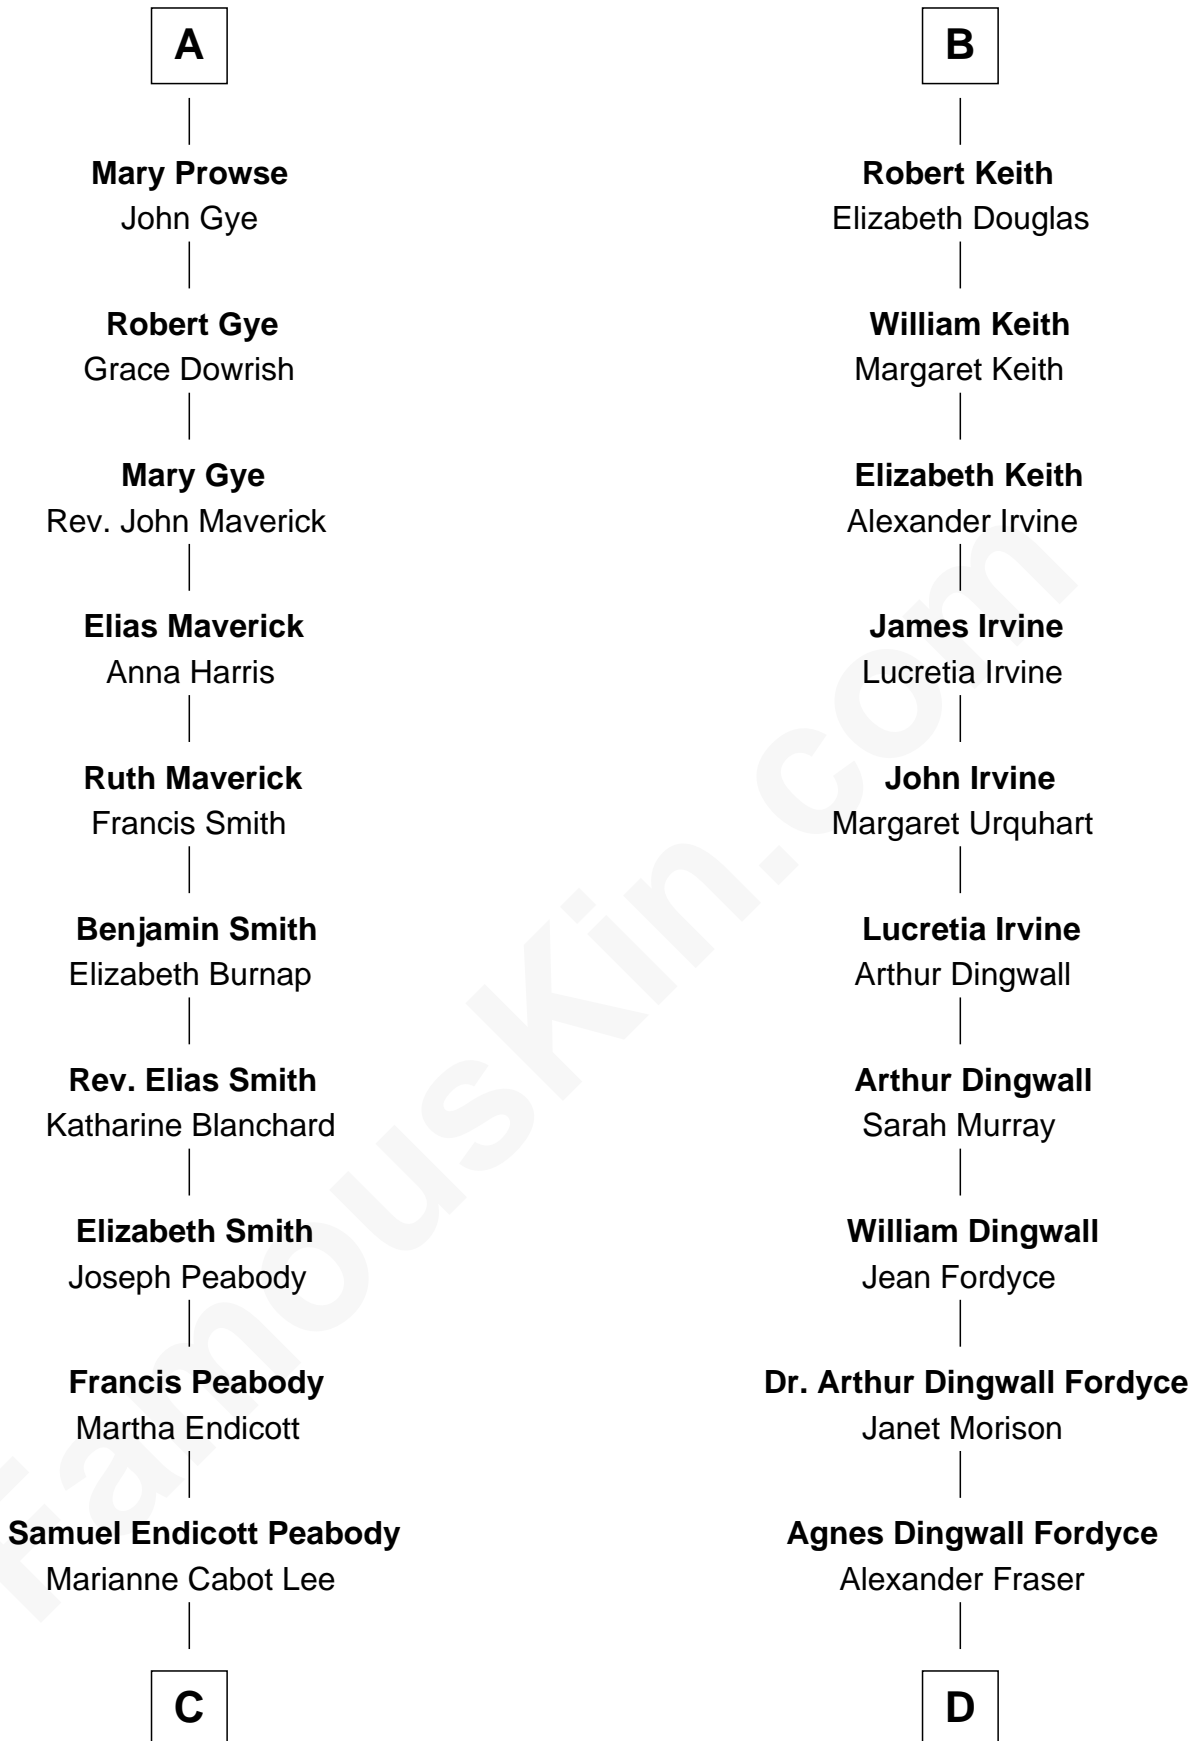 A
Mary Prowse
John Gye
Robert Gye
Grace Dowrish
Mary Gye
Rev. John Maverick
Elias Maverick
Anna Harris
Ruth Maverick
Francis Smith
Benjamin Smith
Elizabeth Burnap
Rev. Elias Smith
Katharine Blanchard
Elizabeth Smith
Joseph Peabody
Francis Peabody
Martha Endicott
Samuel Endicott Peabody
Marianne Cabot Lee
C
B
Robert Keith
Elizabeth Douglas
William Keith
Margaret Keith
Elizabeth Keith
Alexander Irvine
James Irvine
Lucretia Irvine
John Irvine
Margaret Urquhart
Lucretia Irvine
Arthur Dingwall
Arthur Dingwall
Sarah Murray
William Dingwall
Jean Fordyce
Dr. Arthur Dingwall Fordyce
Janet Morison
Agnes Dingwall Fordyce
Alexander Fraser
D
FamousKin.com